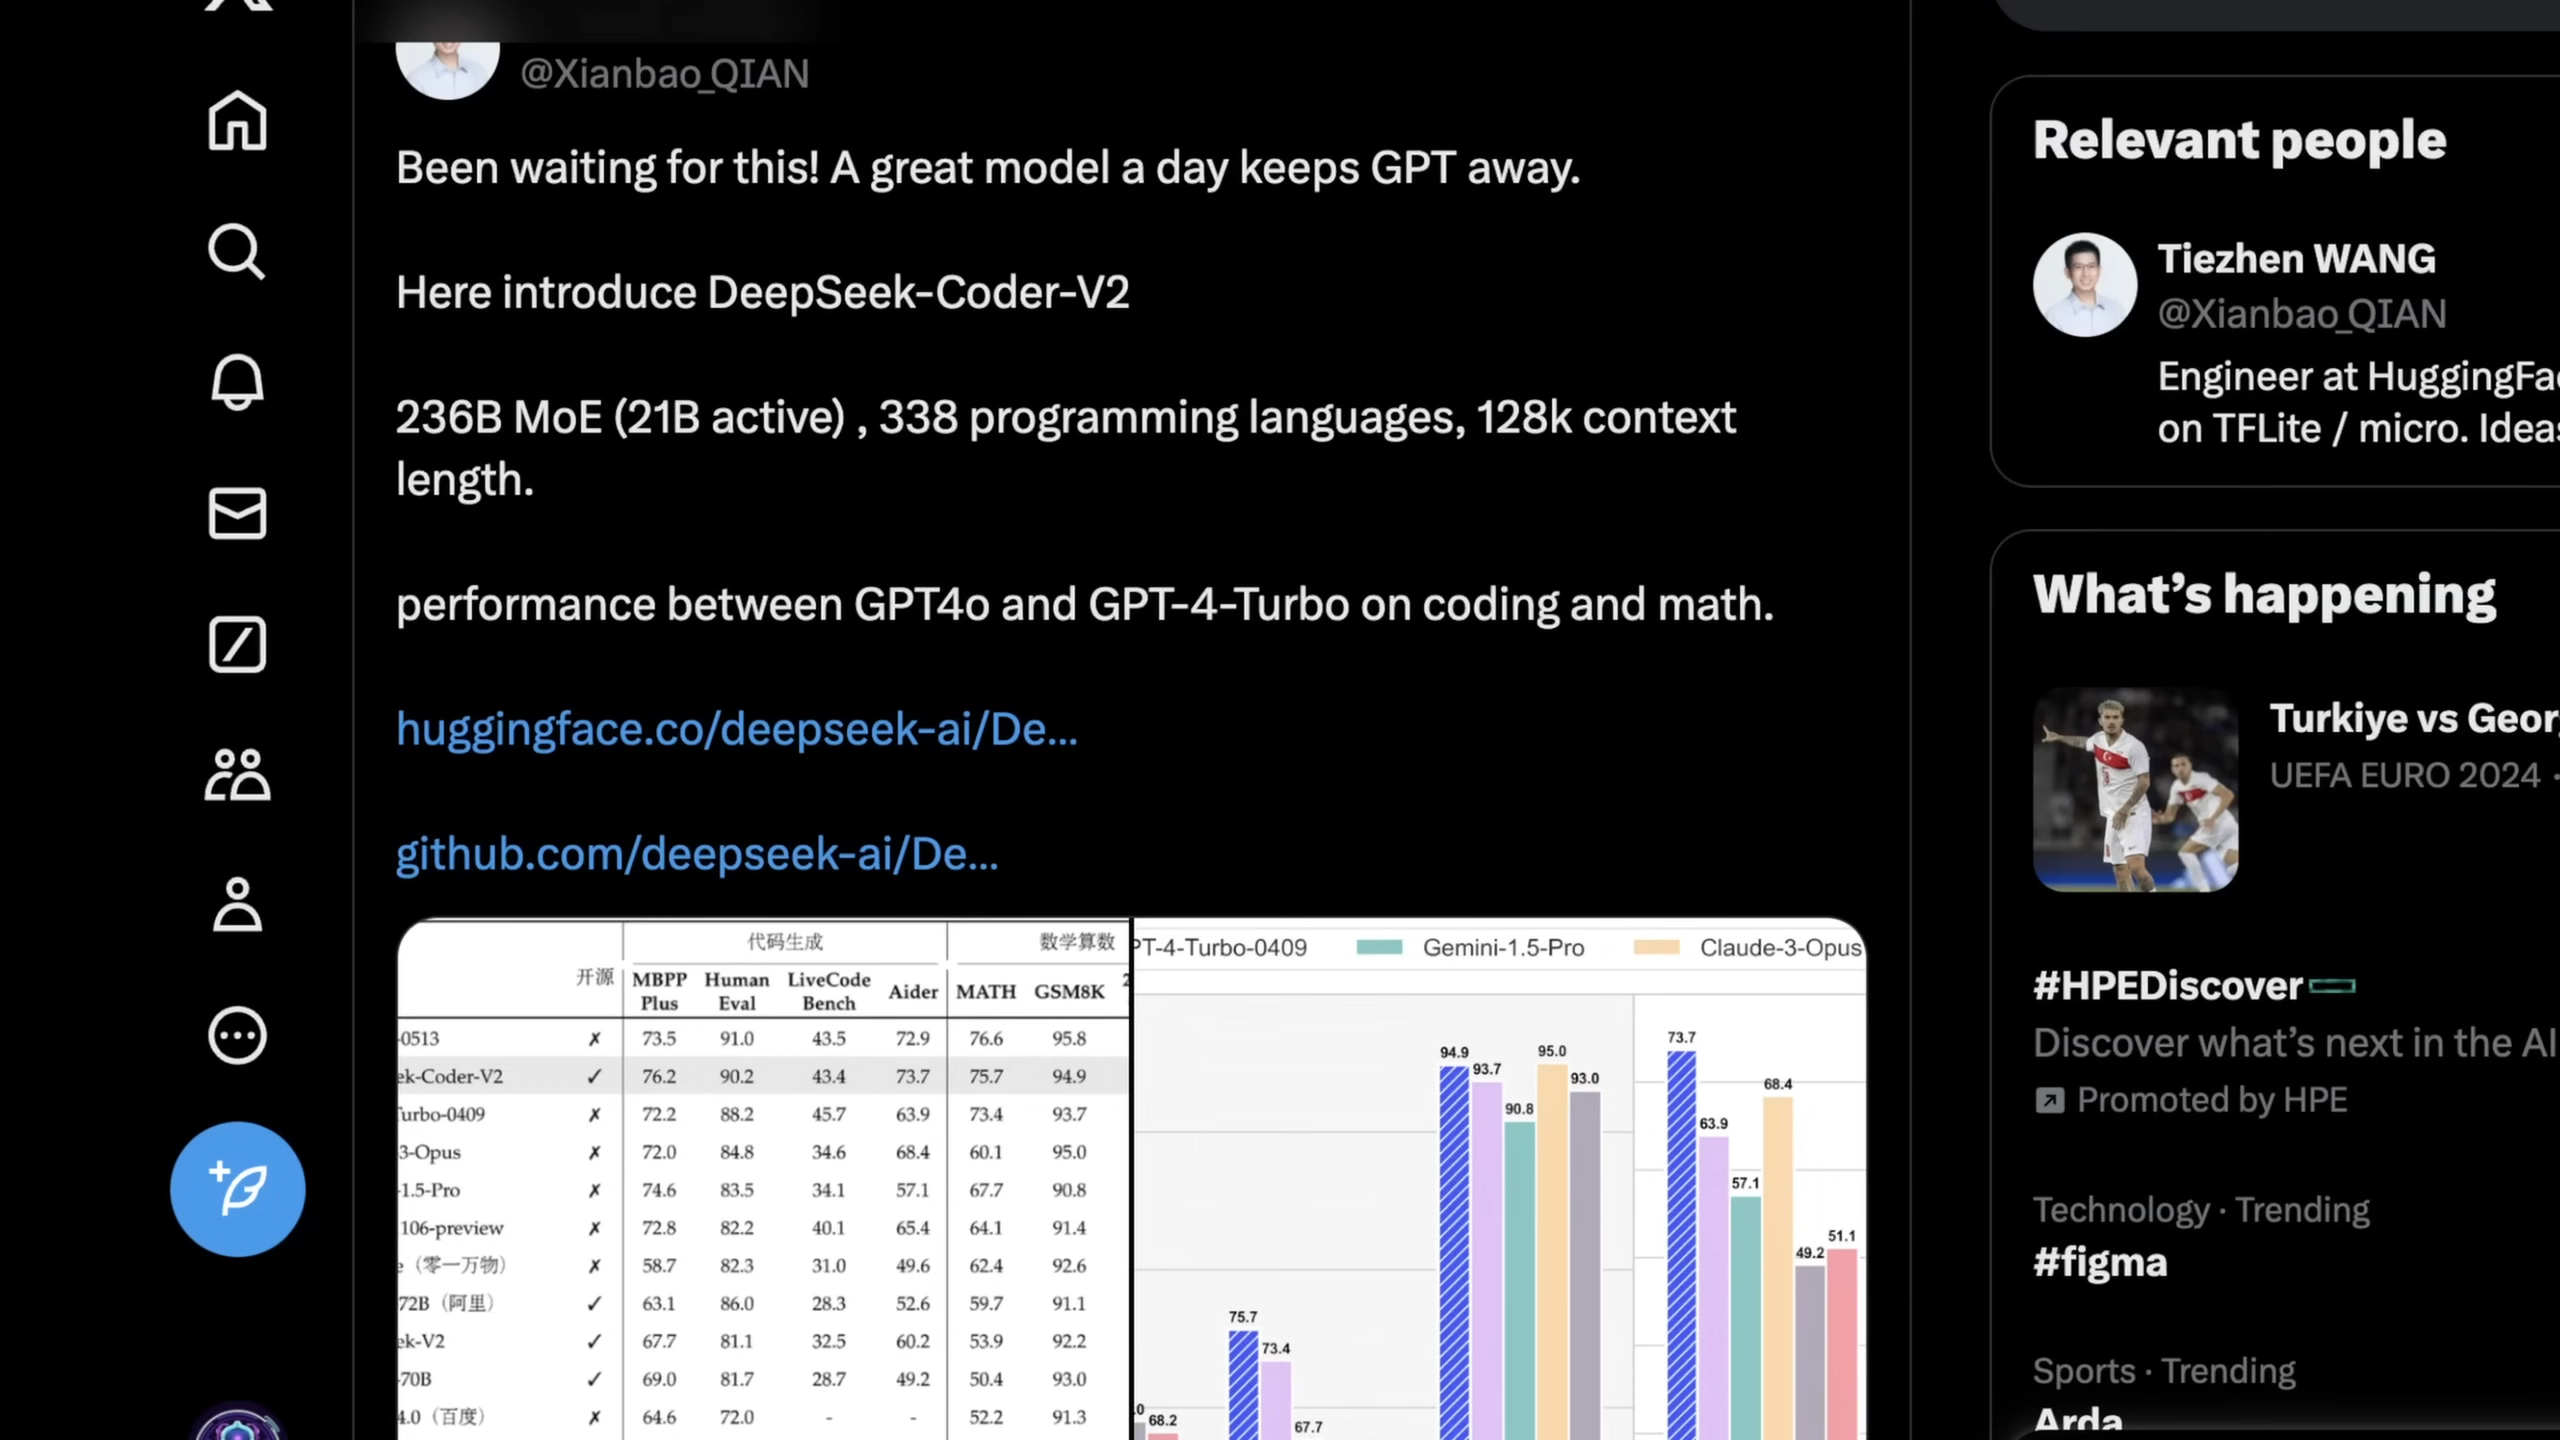 @Xianbao_QIAN
Been waiting for this! A great model a day keeps GPT away.
Here introduce DeepSeek-Coder-V2
236B MoE (21B active) , 338 programming languages, 128k context
length.
performance between GPT4o and GPT-4-Turbo on coding and math.
huggingface.co/deepseek-ai/De...
github.com/deepseek-ai/De...
代码生成 数学算数
开源 MBPP Plus Human Eval LiveCode Bench Aider MATH GSM8K 2
-0513 ✗ 73.5 91.0 43.5 72.9 76.6 95.8
ek-Coder-V2 ✓ 76.2 90.2 43.4 73.7 75.7 94.9
Turbo-0409 ✗ 72.2 88.2 45.7 63.9 73.4 93.7
3-Opus ✗ 72.0 84.8 34.6 68.4 60.1 95.0
-1.5-Pro ✗ 74.6 83.5 34.1 57.1 67.7 90.8
106-preview ✗ 72.8 82.2 40.1 65.4 64.1 91.4
e（零一万物） ✗ 58.7 82.3 31.0 49.6 62.4 92.6
72B（阿里） ✓ 63.1 86.0 28.3 52.6 59.7 91.1
ek-V2 ✓ 67.7 81.1 32.5 60.2 53.9 92.2
-70B ✓ 69.0 81.7 28.7 49.2 50.4 93.0
4.0（百度） ✗ 64.6 72.0 - - 52.2 91.3
PT-4-Turbo-0409 Gemini-1.5-Pro Claude-3-Opus
94.9 93.7 90.8 95.0 93.0
73.7 63.9 57.1 68.4 49.2 51.1
75.7 73.4 67.7
.0 68.2
Relevant people
Tiezhen WANG
@Xianbao_QIAN
Engineer at HuggingFac
on TFLite / micro. Ideas
What’s happening
Turkiye vs Georg
UEFA EURO 2024 ·
#HPEDiscover
Discover what’s next in the AI
Promoted by HPE
Technology · Trending
#figma
Sports · Trending
Arda